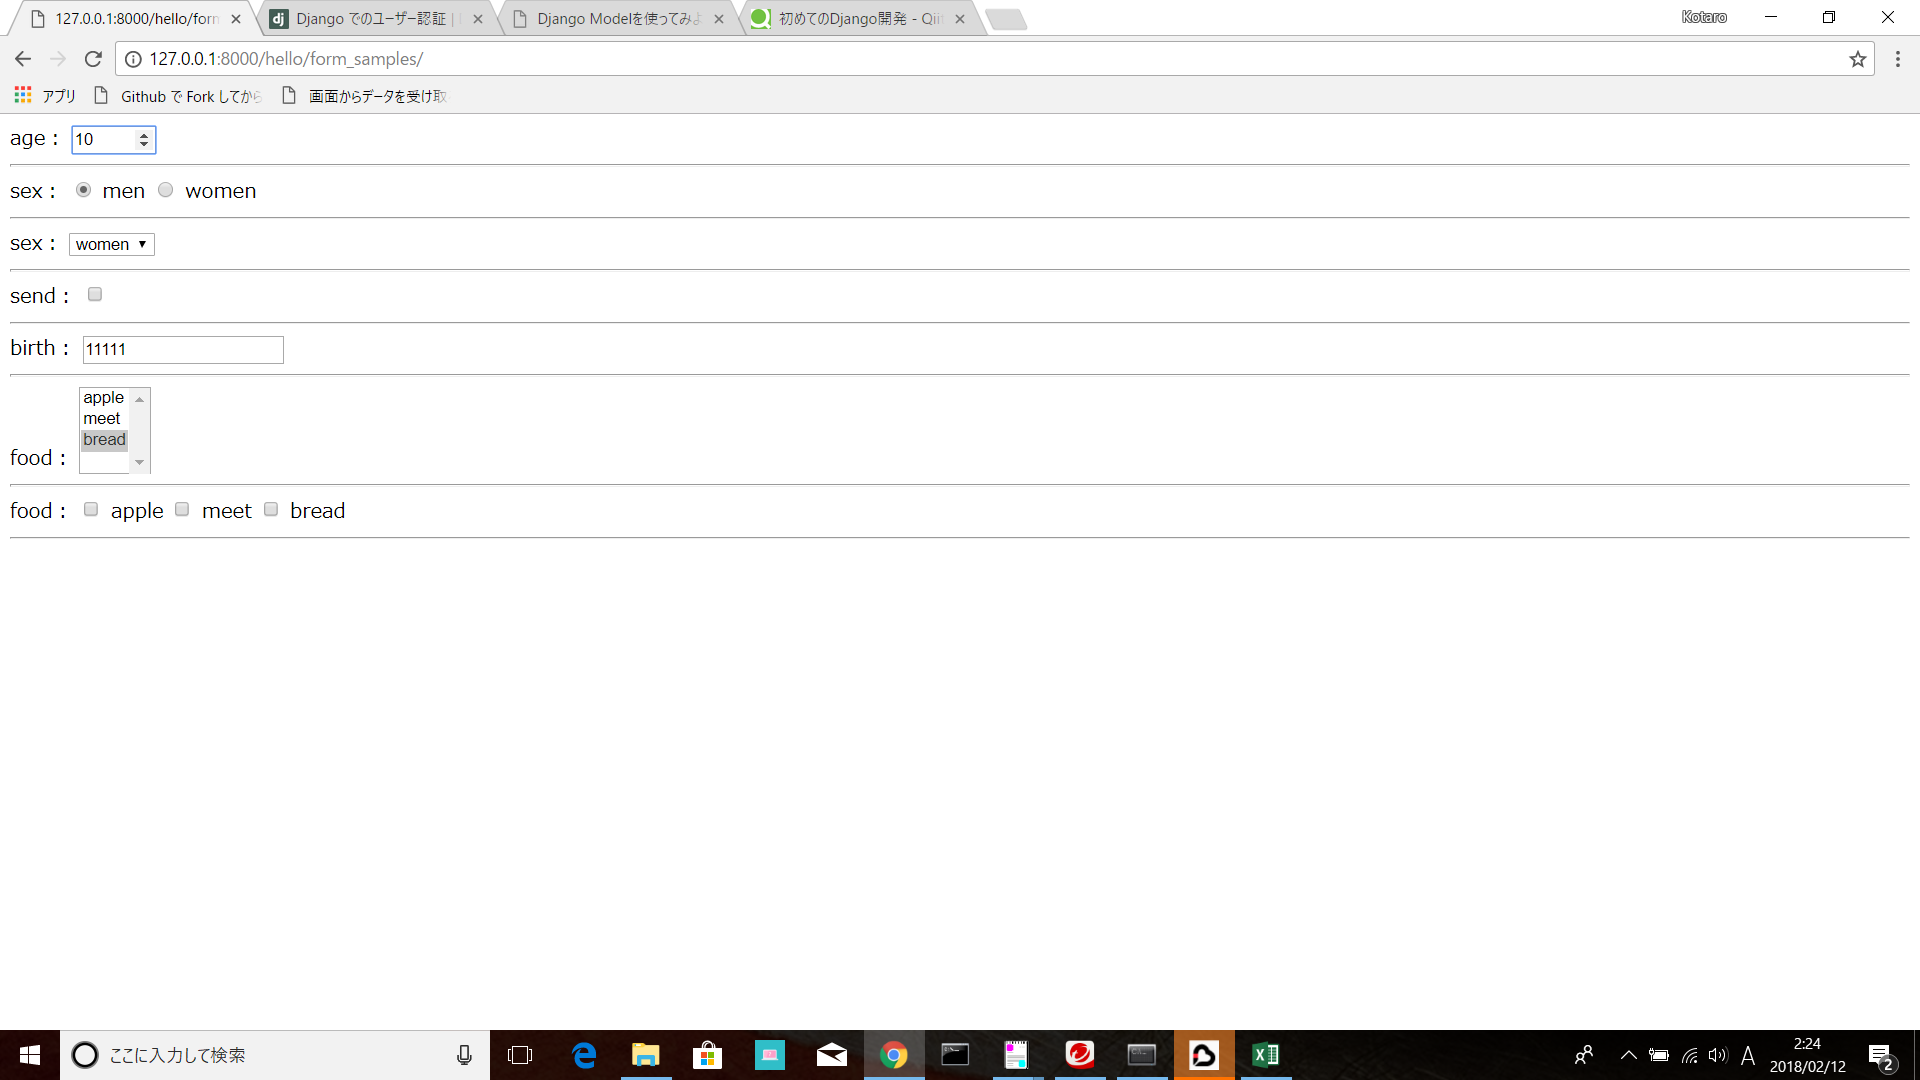 127.0.0.1:8000/hello/form
Django でのユーザー認証 |
Django Modelを使ってみよ
初めてのDjango開発 - Qiit
Kotaro
127.0.0.1:8000/hello/form_samples/
アプリ
Github で Fork してから
画面からデータを受け取
age :
10
sex :
men
women
sex :
women
send :
birth :
11111
apple
meet
bread
food :
food :
apple
meet
bread
ここに入力して検索
A
2:24
2018/02/12
2